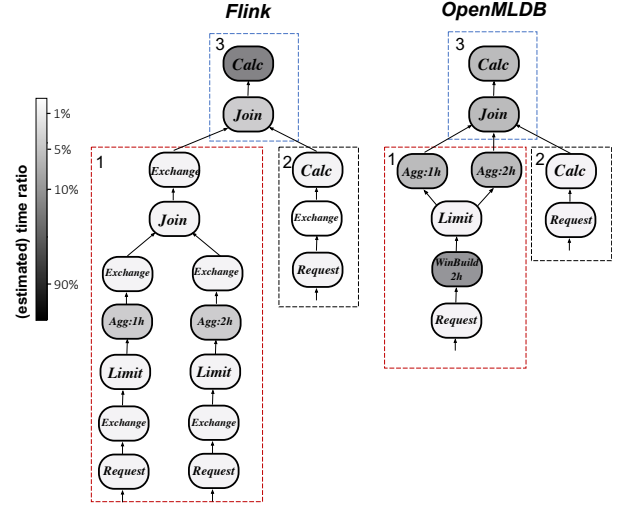 Flink
OpenMLDB
(estimated) time ratio
1%
5%
10%
90%
3
Calc
Join
1
Exchange
Join
Exchange
Exchange
Agg:1h
Agg:2h
Limit
Limit
Exchange
Exchange
Request
Request
2
Calc
Exchange
Request
3
Calc
Join
1
Agg:1h
Agg:2h
Limit
WinBuild
2h
Request
2
Calc
Request